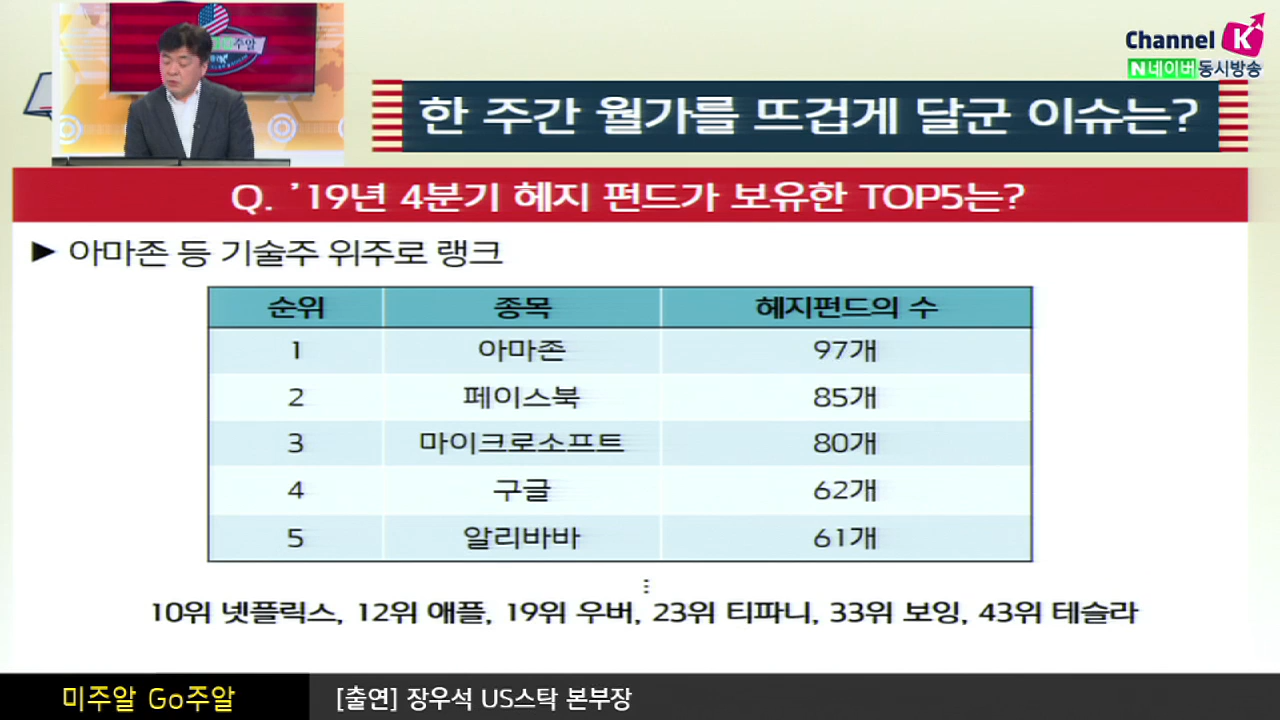 Channel K
N네이버 동시방송
주알
한 주간 월가를 뜨겁게 달군 이슈는?
Q. ’19년 4분기 헤지 펀드가 보유한 TOP5는?
▶ 아마존 등 기술주 위주로 랭크
순위 종목 헤지펀드의 수
1 아마존 97개
2 페이스북 85개
3 마이크로소프트 80개
4 구글 62개
5 알리바바 61개
⋮
10위 넷플릭스, 12위 애플, 19위 우버, 23위 티파니, 33위 보잉, 43위 테슬라
미주알 Go주알 [출연] 장우석 US스탁 본부장